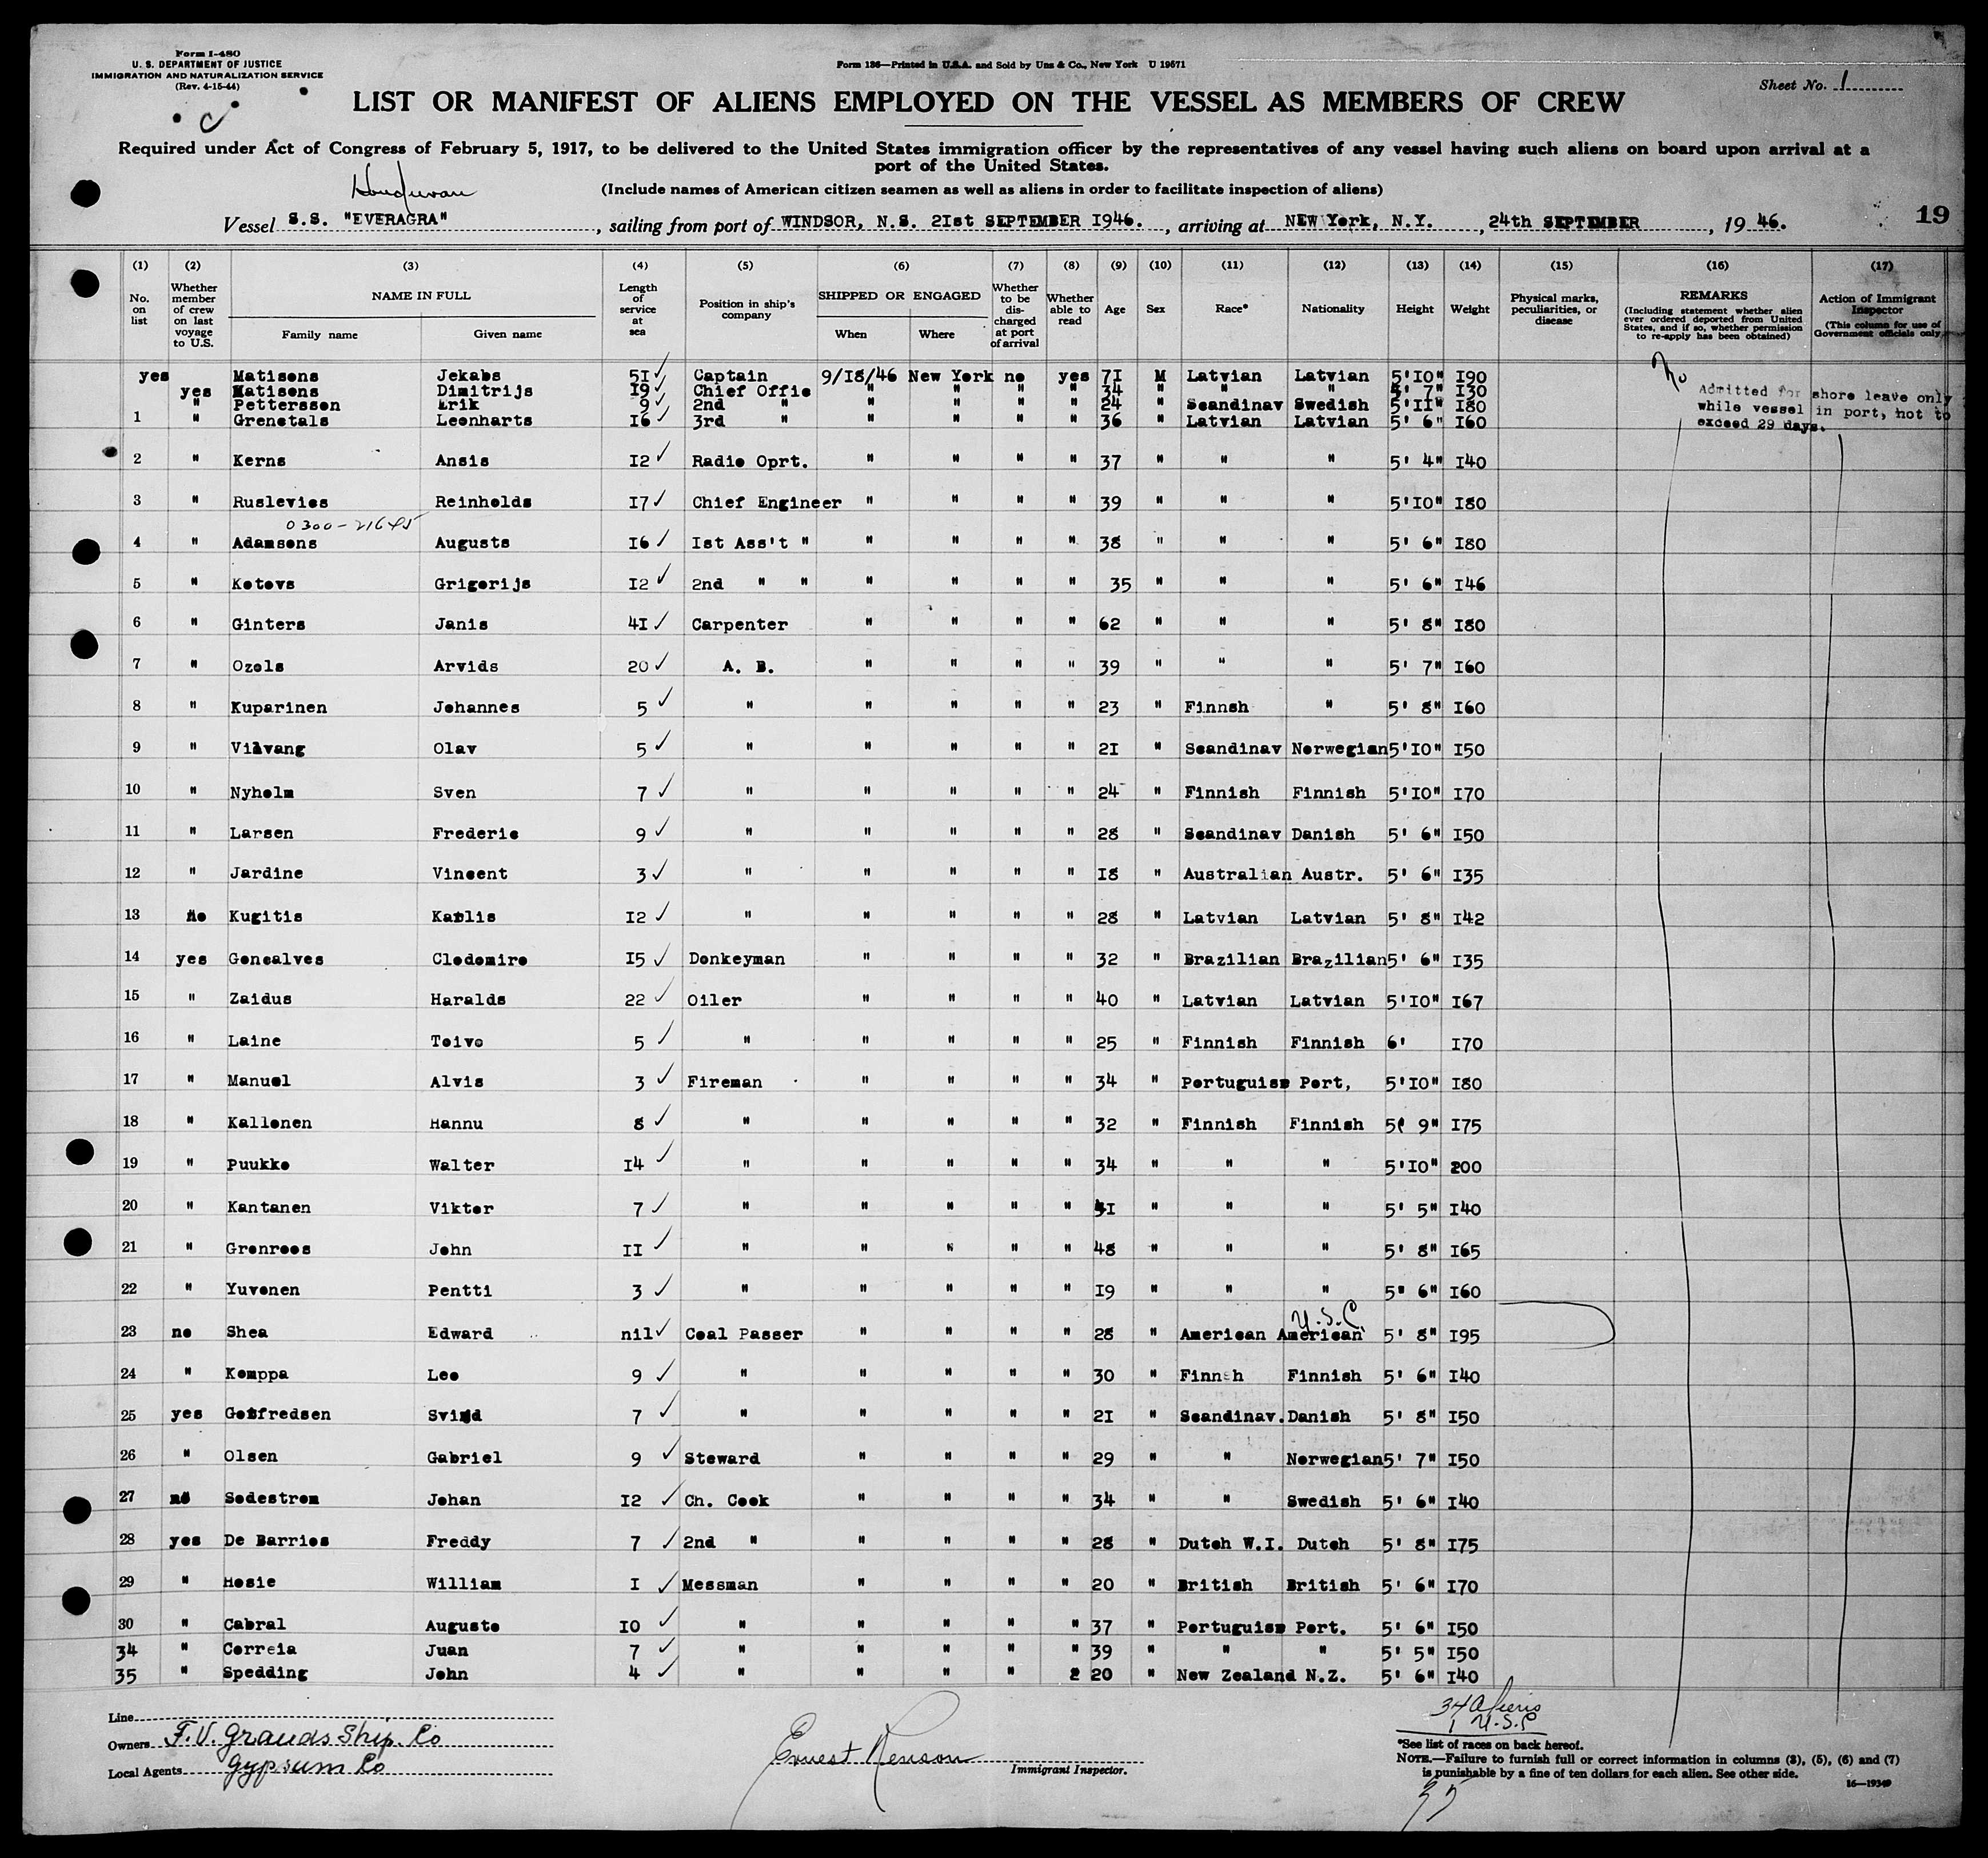 Form I-480
U. S. DEPARTMENT OF JUSTICE
IMMIGRATION AND NATURALIZATION SERVICE
(Rev. 4-15-44)
Form 136—Printed in U.S.A. and Sold by Unz & Co., New York U 19571
Sheet No. 1
LIST OR MANIFEST OF ALIENS EMPLOYED ON THE VESSEL AS MEMBERS OF CREW
Required under Act of Congress of February 5, 1917, to be delivered to the United States immigration officer by the representatives of any vessel having such aliens on board upon arrival at a
port of the United States.
Honduran
(Include names of American citizen seamen as well as aliens in order to facilitate inspection of aliens)
Vessel S.S. "EVERAGRA", sailing from port of WINDSOR, N.S. 21st SEPTEMBER 1946., arriving at NEW York, N.Y., 24th SEPTEMBER, 19 46.
19
(1) (2) (3) (4) (5) (6) (7) (8) (9) (10) (11) (12) (13) (14) (15) (16) (17)
No. on list Whether member of crew on last voyage to U.S. NAME IN FULL Family name Given name Length of service at sea Position in ship's company SHIPPED OR ENGAGED When Where Whether to be discharged at port of arrival Whether able to read Age Sex Race* Nationality Height Weight Physical marks, peculiarities, or disease REMARKS (Including statement whether alien ever ordered deported from United States, and if so, whether permission to re-apply has been obtained) Action of Immigrant Inspector (This column for use of Government officials only)
yes Matisons Jekabs 51 Captain 9/18/46 New York no yes 71 M Latvian Latvian 5'10" 190 No
yes Matisons Dimitrijs 19 Chief Offic " " " " 34 " " " 5' 7" 130 Admitted for shore leave only
" Pettersson Erik 9 2nd " " " " " 24 " Scandinav Swedish 5'11" 180 while vessel in port, not to
1 " Grenstals Leonharts 16 3rd " " " " " 36 " Latvian Latvian 5' 6" 160 exceed 29 days.
2 " Kerns Ansis 12 Radio Oprt. " " " " 37 " " " 5' 4" 140
3 " Ruslevics Reinholds 17 Chief Engineer " " " " 39 " " " 5'10" 180
0300-21645
4 " Adamsons Augusts 16 1st Ass't " " " " " 38 " " " 5' 6" 180
5 " Kotovs Grigorijs 12 2nd " " " " " " 35 " " " 5' 6" 146
6 " Ginters Janis 41 Carpenter " " " " 62 " " " 5' 8" 180
7 " Ozols Arvids 20 A. B. " " " " 39 " " " 5' 7" 160
8 " Kuparinen Johannes 5 " " " " " 23 " Finnsh " 5' 8" 160
9 " Vilvang Olav 5 " " " " " 21 " Scandinav Norwegian 5'10" 150
10 " Nyholm Sven 7 " " " " " 24 " Finnish Finnish 5'10" 170
11 " Larsen Frederic 9 " " " " " 28 " Scandinav Danish 5' 6" 150
12 " Jardine Vincent 3 " " " " " 18 " Australian Austr. 5' 6" 135
13 no Kugitis Karlis 12 " " " " " 28 " Latvian Latvian 5' 8" 142
14 yes Goncalves Clodomiro 15 Donkeyman " " " " 32 " Brazilian Brazilian 5' 6" 135
15 " Zaidus Haralds 22 Oiler " " " " 40 " Latvian Latvian 5'10" 167
16 " Laine Toivo 5 " " " " " 25 " Finnish Finnish 6' 170
17 " Manuel Alvis 3 Fireman " " " " 34 " Portuguise Port, 5'10" 180
18 " Kallonen Hannu 8 " " " " " 32 " Finnish Finnish 5' 9" 175
19 " Puukko Walter 14 " " " " " 34 " " " 5'10" 200
20 " Kantanen Viktor 7 " " " " " " " " 5' 5" 140
21 " Gronroos John 11 " " " " " 48 " " " 5' 8" 165
22 " Yuvonen Pentti 3 " " " " " 19 " " " 5" 6" 160
U.S.C.
23 no Shea Edward nil Coal Passer " " " " 28 " American American 5' 8" 195
24 " Komppa Leo 9 " " " " " 30 " Finnsh Finnish 5' 6" 140
25 yes Gotfredsen Svind 7 " " " " " 21 " Scandinav. Danish 5' 8" 150
26 " Olsen Gabriel 9 Steward " " " " 29 " " Norwegian 5' 7" 150
27 no Sodestrom Johan 12 Ch. Cook " " " " 34 " " Swedish 5' 6" 140
28 yes De Barrios Freddy 7 2nd " " " " " 28 " Dutch W.I. Dutch 5' 8" 175
29 " Hosie William 1 Messman " " " " 20 " British British 5' 6" 170
30 " Cabral Augusto 10 " " " " " 37 " Portuguise Port. 5' 6" 150
34 " Correia Juan 7 " " " " " 39 " " " 5' 5" 150
35 " Spedding John 4 " " " " 2 20 " New Zealand N.Z. 5' 6" 140
34 Aliens
1 U.S.C
Line
Owners F.V. Grauds Ship. Co
Local Agents Gypsum Co
Ernest Renson
Immigrant Inspector.
*See list of races on back hereof.
NOTE.—Failure to furnish full or correct information in columns (3), (5), (6) and (7)
is punishable by a fine of ten dollars for each alien. See other side.
16—19340
35